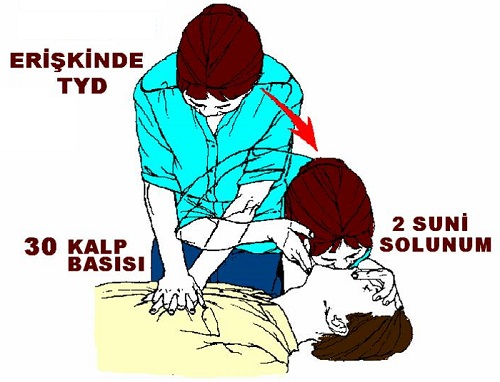 ERİŞKİNDE
TYD
30 KALP
BASISI
2 SUNİ
SOLUNUM